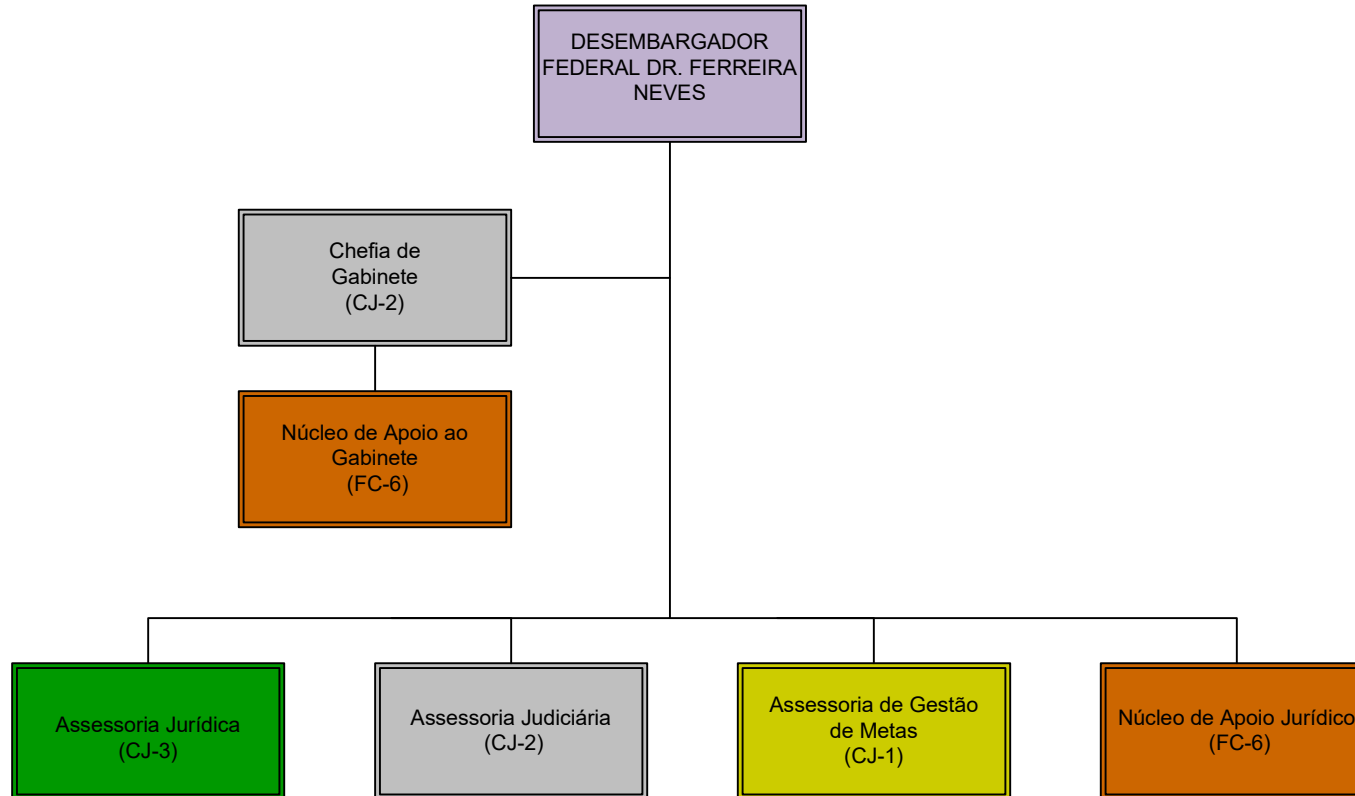 DESEMBARGADOR
FEDERAL DR. FERREIRA
NEVES
Chefia de
Gabinete
(CJ-2)
Núcleo de Apoio ao
Gabinete
(FC-6)
Assessoria Jurídica
(CJ-3)
Assessoria Judiciária
(CJ-2)
Assessoria de Gestão
de Metas
(CJ-1)
Núcleo de Apoio Jurídico
(FC-6)